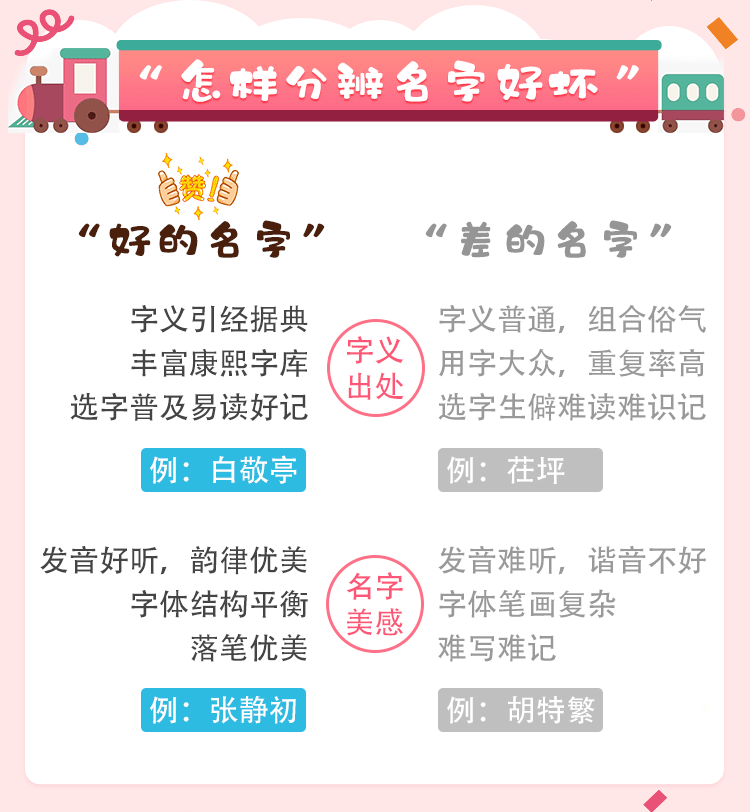 “怎样分辨名字好坏”
赞!
“好的名字”
“差的名字”
字义引经据典
丰富康熙字库
选字普及易读好记
例：白敬亭
字义
出处
字义普通，组合俗气
用字大众，重复率高
选字生僻难读难识记
例：茌坪
发音好听，韵律优美
字体结构平衡
落笔优美
例：张静初
名字
美感
发音难听，谐音不好
字体笔画复杂
难写难记
例：胡特繁